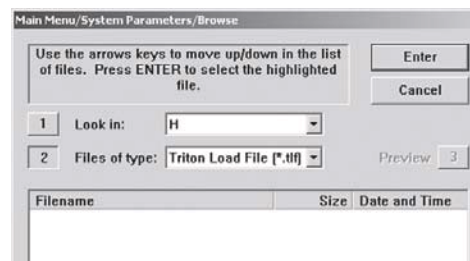 Main Menu/System Parameters/Browse
Use the arrows keys to move up/down in the list
of files. Press ENTER to select the highlighted
file.
Enter
Cancel
1 Look in: H
2 Files of type: Triton Load File (*.tlf)
Preview 3
Filename Size Date and Time